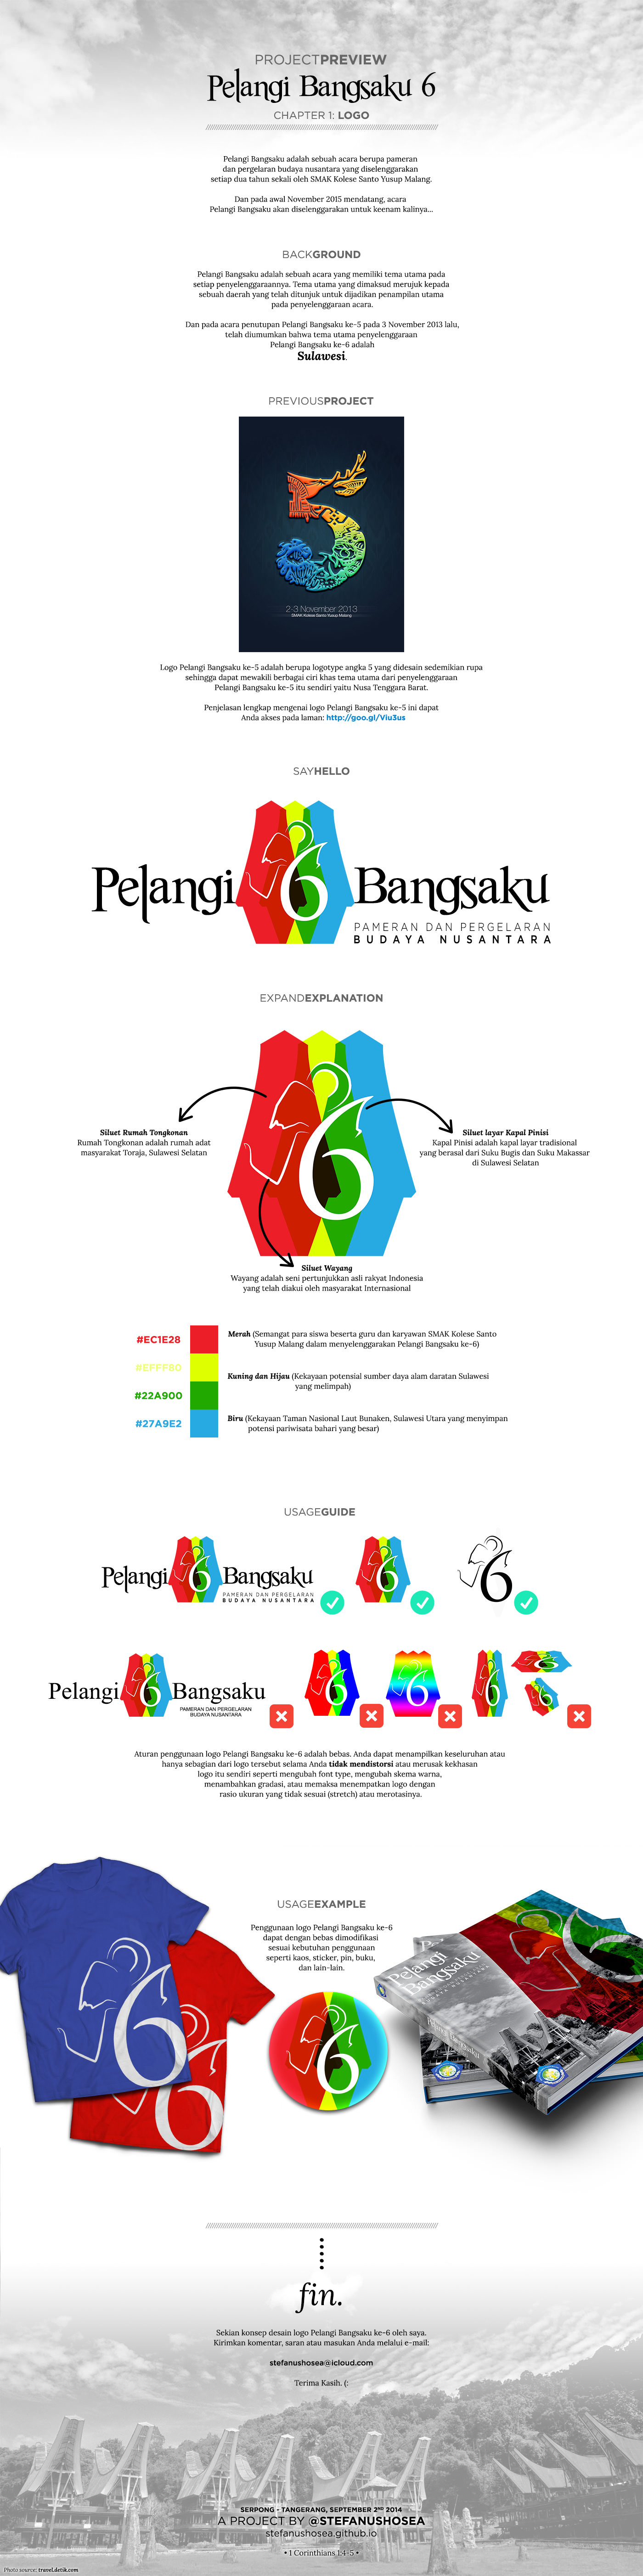 PROJECTPREVIEW
Pelangi Bangsaku 6
CHAPTER 1: LOGO
Pelangi Bangsaku adalah sebuah acara berupa pameran
dan pergelaran budaya nusantara yang diselenggarakan
setiap dua tahun sekali oleh SMAK Kolese Santo Yusup Malang.
Dan pada awal November 2015 mendatang, acara
Pelangi Bangsaku akan diselenggarakan untuk keenam kalinya...
BACKGROUND
Pelangi Bangsaku adalah sebuah acara yang memiliki tema utama pada
setiap penyelenggaraannya. Tema utama yang dimaksud merujuk kepada
sebuah daerah yang telah ditunjuk untuk dijadikan penampilan utama
pada penyelenggaraan acara.
Dan pada acara penutupan Pelangi Bangsaku ke-5 pada 3 November 2013 lalu,
telah diumumkan bahwa tema utama penyelenggaraan
Pelangi Bangsaku ke-6 adalah
Sulawesi.
PREVIOUSPROJECT
5
2-3 November 2013
SMAK Kolese Santo Yusup Malang
Logo Pelangi Bangsaku ke-5 adalah berupa logotype angka 5 yang didesain sedemikian rupa
sehingga dapat mewakili berbagai ciri khas tema utama dari penyelenggaraan
Pelangi Bangsaku ke-5 itu sendiri yaitu Nusa Tenggara Barat.
Penjelasan lengkap mengenai logo Pelangi Bangsaku ke-5 ini dapat
Anda akses pada laman: http://goo.gl/Viu3us
SAYHELLO
Pelangi 6 Bangsaku
PAMERAN DAN PERGELARAN
BUDAYA NUSANTARA
EXPANDEXPLANATION
6
Siluet Rumah Tongkonan
Rumah Tongkonan adalah rumah adat
masyarakat Toraja, Sulawesi Selatan
Siluet layar Kapal Pinisi
Kapal Pinisi adalah kapal layar tradisional
yang berasal dari Suku Bugis dan Suku Makassar
di Sulawesi Selatan
Siluet Wayang
Wayang adalah seni pertunjukkan asli rakyat Indonesia
yang telah diakui oleh masyarakat Internasional
#EC1E28
Merah (Semangat para siswa beserta guru dan karyawan SMAK Kolese Santo
Yusup Malang dalam menyelenggarakan Pelangi Bangsaku ke-6)
#EFFF80
Kuning dan Hijau (Kekayaan potensial sumber daya alam daratan Sulawesi
yang melimpah)
#22A900
#27A9E2
Biru (Kekayaan Taman Nasional Laut Bunaken, Sulawesi Utara yang menyimpan
potensi pariwisata bahari yang besar)
USAGEGUIDE
Pelangi 6 Bangsaku
PAMERAN DAN PERGELARAN
BUDAYA NUSANTARA
6
6
Pelangi 6 Bangsaku
PAMERAN DAN PERGELARAN
BUDAYA NUSANTARA
6
6
6
6
6
Aturan penggunaan logo Pelangi Bangsaku ke-6 adalah bebas. Anda dapat menampilkan keseluruhan atau
hanya sebagian dari logo tersebut selama Anda tidak mendistorsi atau merusak kekhasan
logo itu sendiri seperti mengubah font type, mengubah skema warna,
menambahkan gradasi, atau memaksa menempatkan logo dengan
rasio ukuran yang tidak sesuai (stretch) atau merotasinya.
USAGEEXAMPLE
Penggunaan logo Pelangi Bangsaku ke-6
dapat dengan bebas dimodifikasi
sesuai kebutuhan penggunaan
seperti kaos, sticker, pin, buku,
dan lain-lain.
6
6
6
Pelangi
Bangsaku
fin.
Sekian konsep desain logo Pelangi Bangsaku ke-6 oleh saya.
Kirimkan komentar, saran atau masukan Anda melalui e-mail:
stefanushosea@icloud.com
Terima Kasih. (:
SERPONG - TANGERANG, SEPTEMBER 2ND 2014
A PROJECT BY @STEFANUSHOSEA
stefanushosea.github.io
• 1 Corinthians 1:4-5 •
Photo source: travel.detik.com